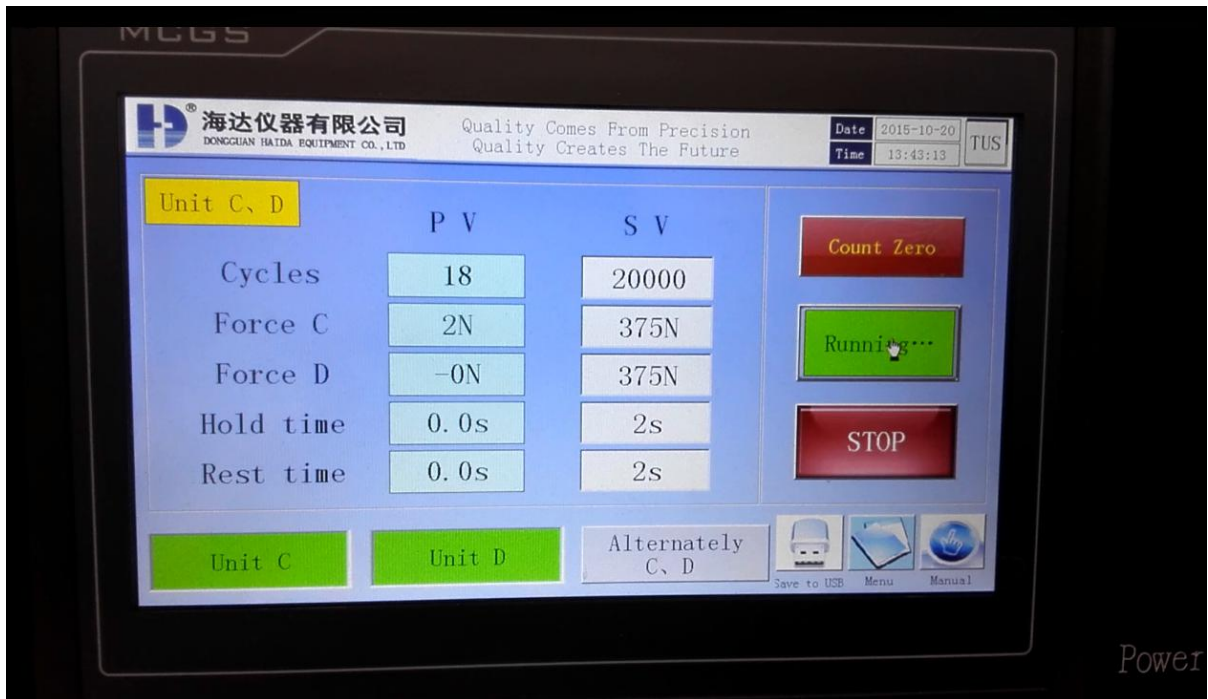 MCGS
海达仪器有限公司
DONGGUAN HAIDA EQUIPMENT CO.,LTD
Quality Comes From Precision
Quality Creates The Future
Date 2015-10-20
Time 13:43:13
TUS
Unit C、D
P V S V
Cycles 18 20000
Force C 2N 375N
Force D -0N 375N
Hold time 0.0s 2s
Rest time 0.0s 2s
Count Zero
Running…
STOP
Unit C
Unit D
Alternately
C、D
Save to USB
Menu
Manual
Power